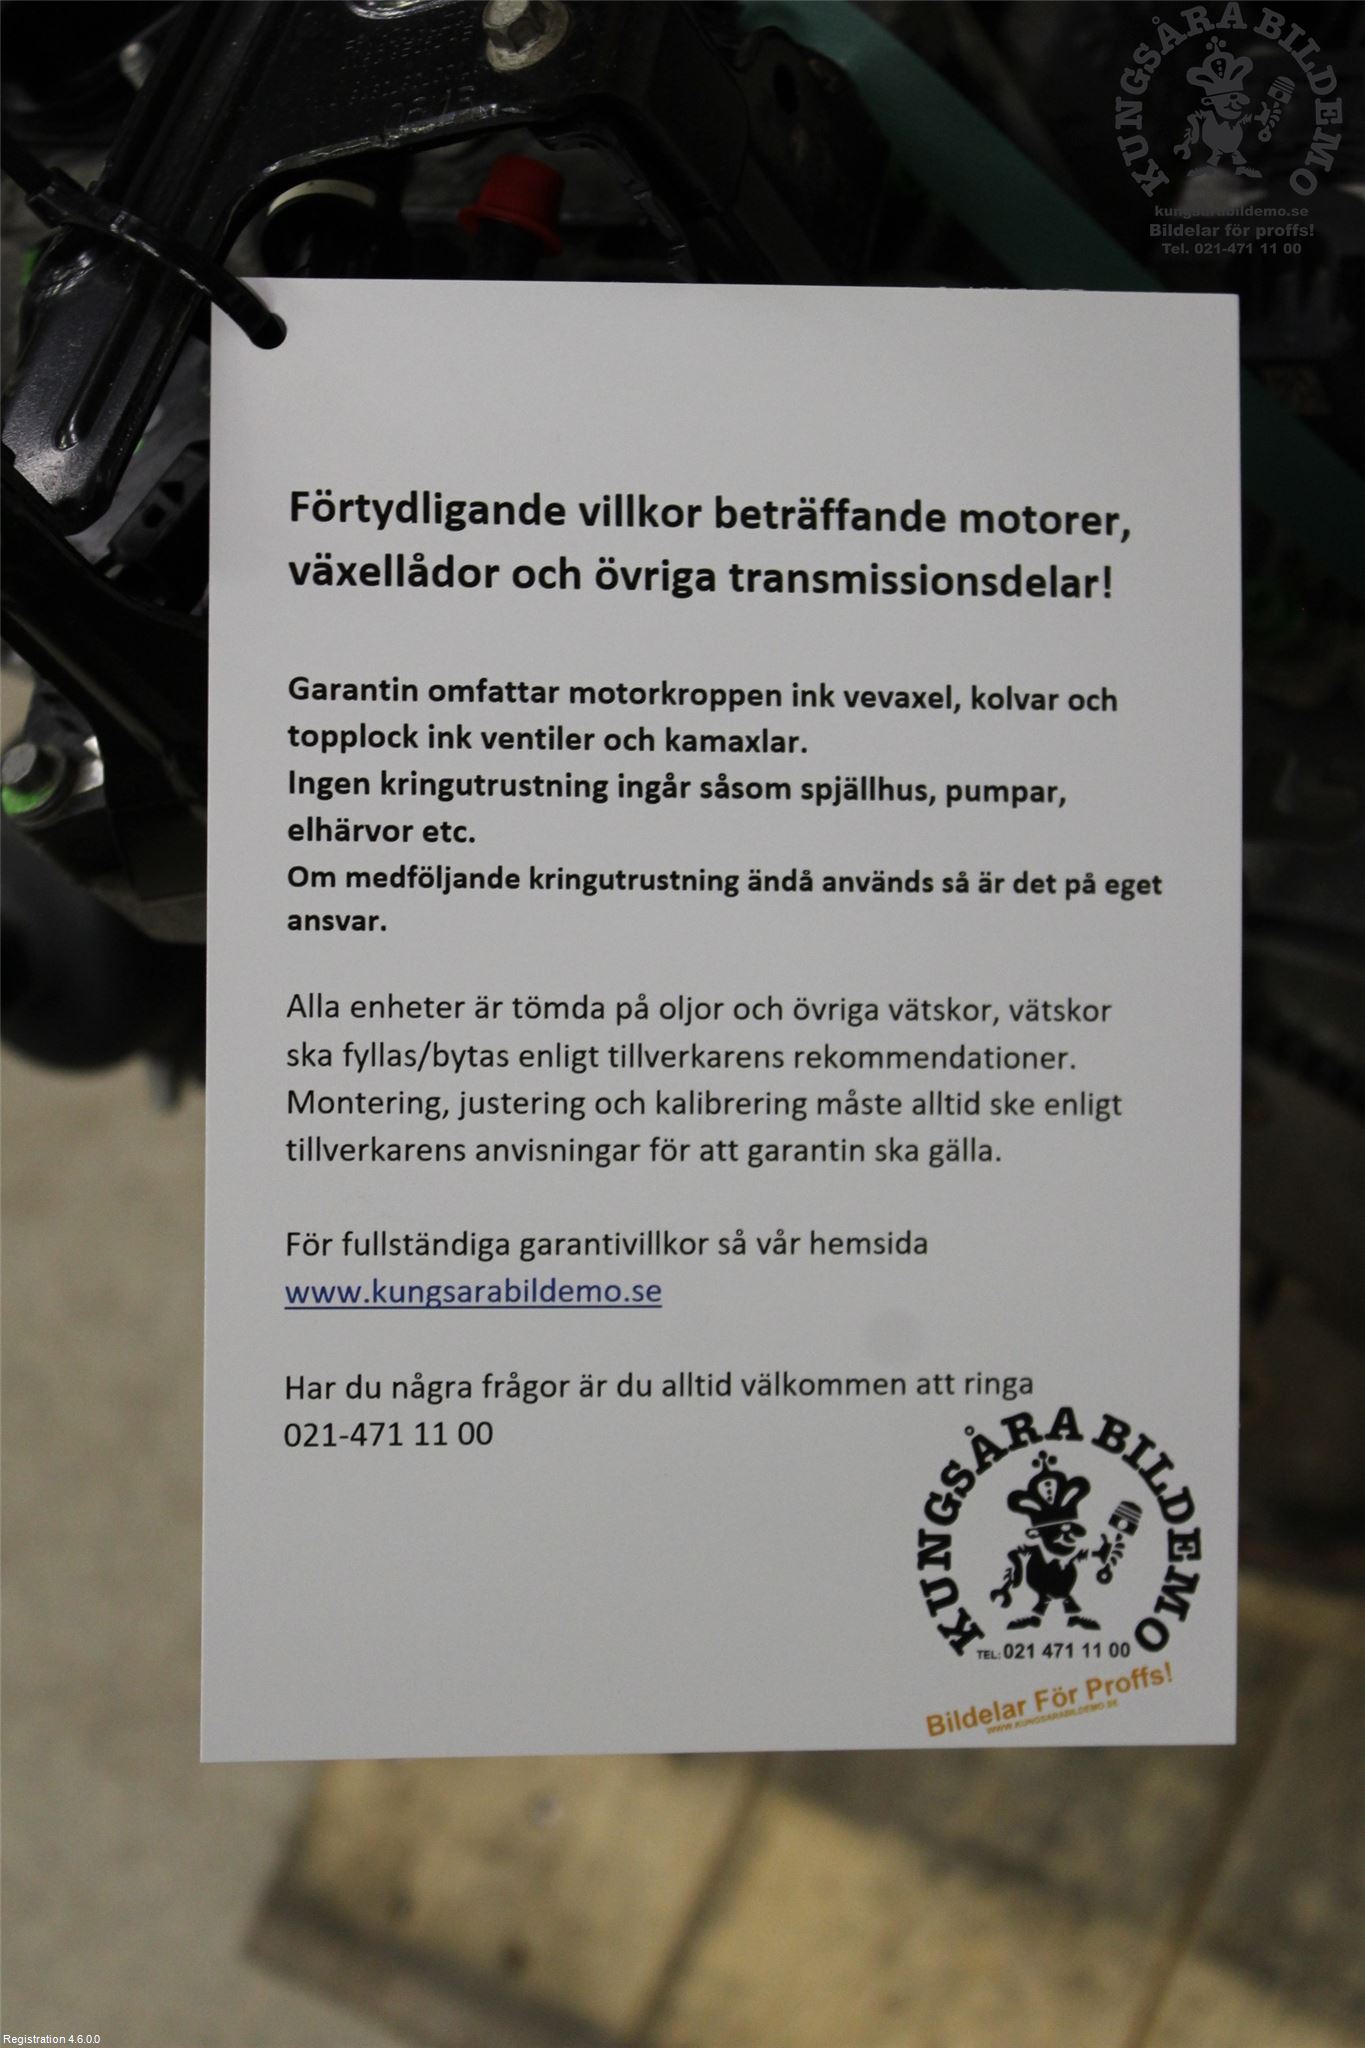 KUNGSÅRA BILDEMO
kungsarabildemo.se
Bildelar för proffs!
Tel. 021-471 11 00
Förtydligande villkor beträffande motorer,
växellådor och övriga transmissionsdelar!
Garantin omfattar motorkroppen ink vevaxel, kolvar och
topplock ink ventiler och kamaxlar.
Ingen kringutrustning ingår såsom spjällhus, pumpar,
elhärvor etc.
Om medföljande kringutrustning ändå används så är det på eget
ansvar.
Alla enheter är tömda på oljor och övriga vätskor, vätskor
ska fyllas/bytas enligt tillverkarens rekommendationer.
Montering, justering och kalibrering måste alltid ske enligt
tillverkarens anvisningar för att garantin ska gälla.
För fullständiga garantivillkor så vår hemsida
www.kungsarabildemo.se
Har du några frågor är du alltid välkommen att ringa
021-471 11 00
KUNGSÅRA BILDEMO
TEL: 021 471 11 00
Bildelar För Proffs!
WWW.KUNGSARABILDEMO.SE
Registration 4.6.0.0